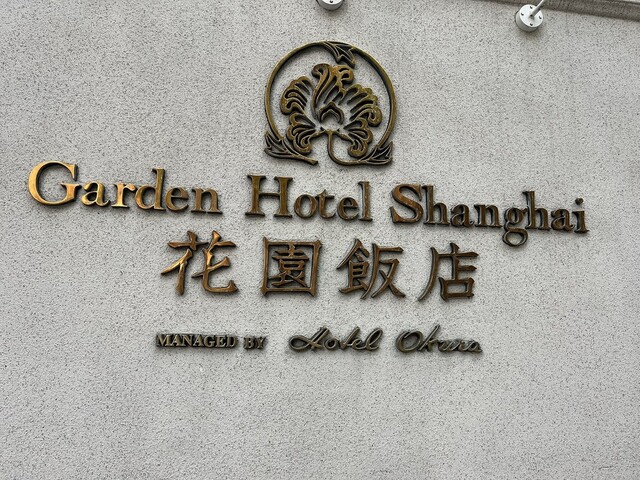 Garden Hotel Shanghai
花園飯店
MANAGED BY Hotel Okura